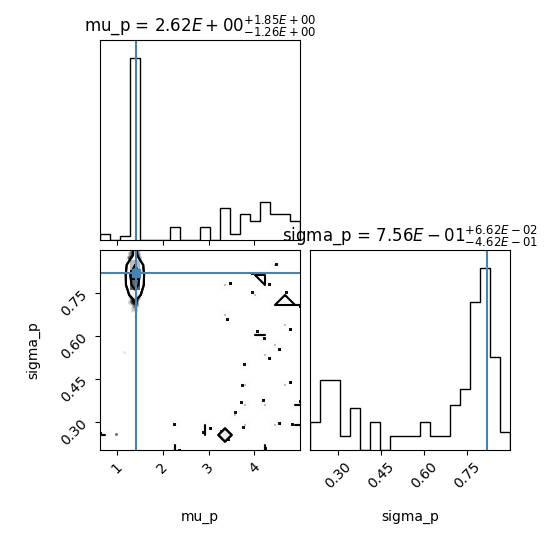 mu_p = 2.62E+00+1.85E+00
−1.26E+00
sigma_p = 7.56E−01+6.62E−02
−4.62E−01
0.75
0.60
0.45
0.30
sigma_p
1 2 3 4
mu_p
0.30 0.45 0.60 0.75
sigma_p